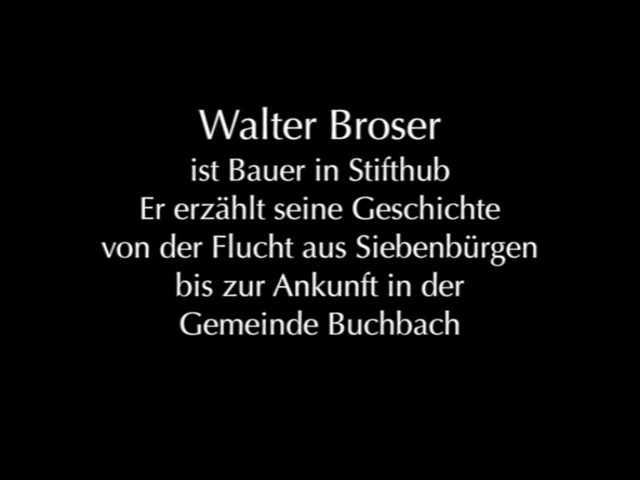 Walter Broser
ist Bauer in Stifthub
Er erzählt seine Geschichte
von der Flucht aus Siebenbürgen
bis zur Ankunft in der
Gemeinde Buchbach